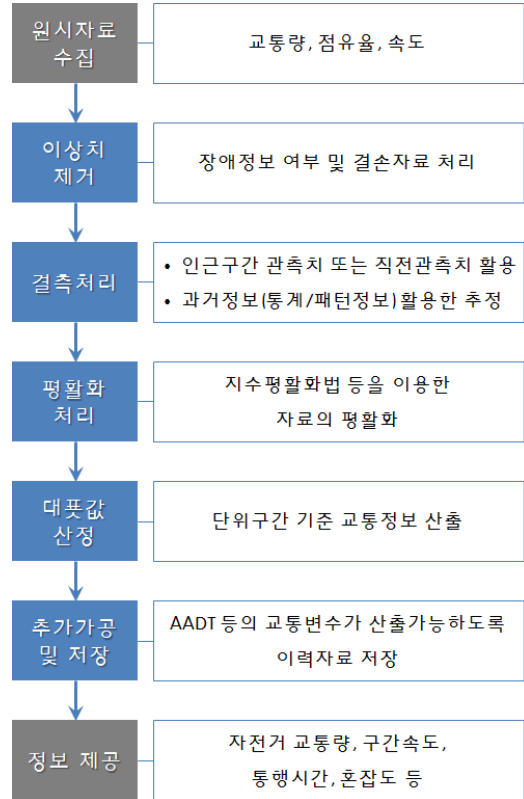 원시자료
수집
교통량, 점유율, 속도
이상치
제거
장애정보 여부 및 결손자료 처리
결측처리
• 인근구간 관측치 또는 직전관측치 활용
• 과거정보(통계/패턴정보)활용한 추정
평활화
처리
지수평활화법 등을 이용한
자료의 평활화
대푯값
산정
단위구간 기준 교통정보 산출
추가가공
및 저장
AADT 등의 교통변수가 산출가능하도록
이력자료 저장
정보 제공
자전거 교통량, 구간속도,
통행시간, 혼잡도 등